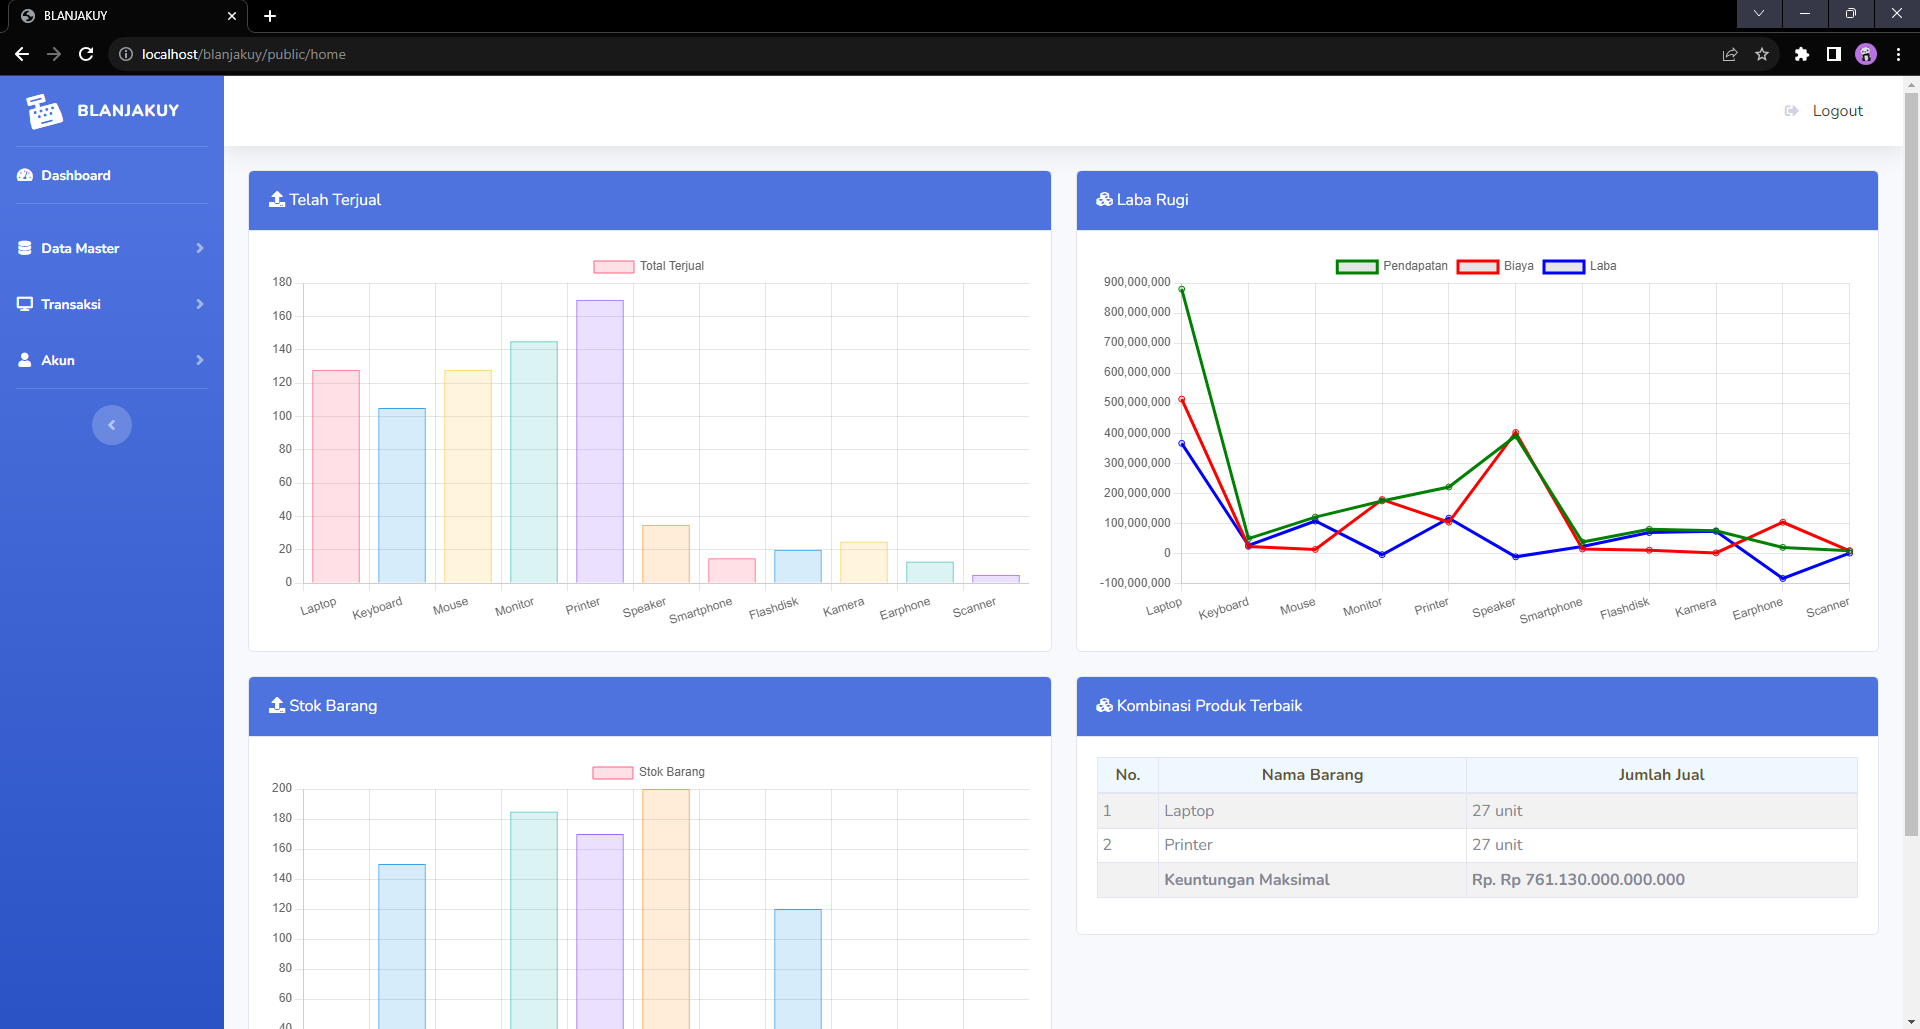 BLANJAKUY
localhost/blanjakuy/public/home
BLANJAKUY
Logout
Dashboard
Data Master
Transaksi
Akun
Telah Terjual
Total Terjual
180
160
140
120
100
80
60
40
20
0
Laptop
Keyboard
Mouse
Monitor
Printer
Speaker
Smartphone
Flashdisk
Kamera
Earphone
Scanner
Laba Rugi
Pendapatan Biaya Laba
900,000,000
800,000,000
700,000,000
600,000,000
500,000,000
400,000,000
300,000,000
200,000,000
100,000,000
0
-100,000,000
Laptop
Keyboard
Mouse
Monitor
Printer
Speaker
Smartphone
Flashdisk
Kamera
Earphone
Scanner
Stok Barang
Stok Barang
200
180
160
140
120
100
80
60
40
Kombinasi Produk Terbaik
No. Nama Barang Jumlah Jual
1 Laptop 27 unit
2 Printer 27 unit
Keuntungan Maksimal Rp. Rp 761.130.000.000.000